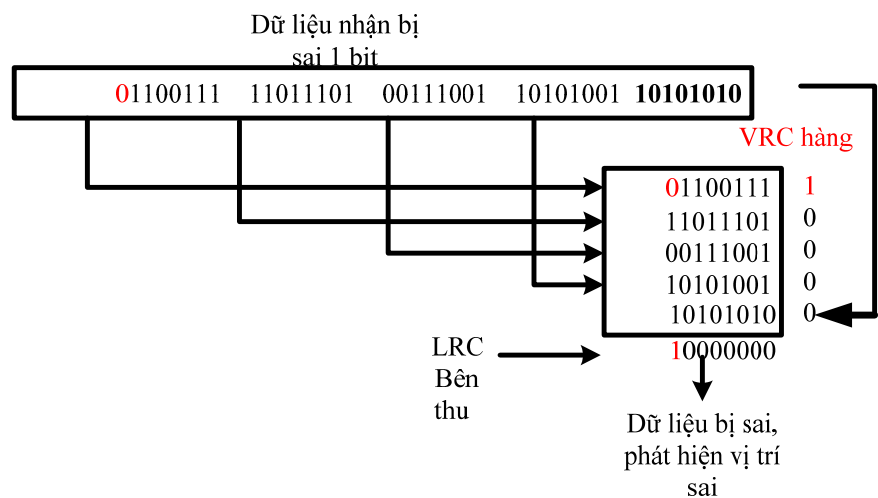 Dữ liệu nhận bị
sai 1 bit
01100111 11011101 00111001 10101001 10101010
VRC hàng
01100111 1
11011101 0
00111001 0
10101001 0
10101010 0
10000000
LRC
Bên
thu
Dữ liệu bị sai,
phát hiện vị trí
sai